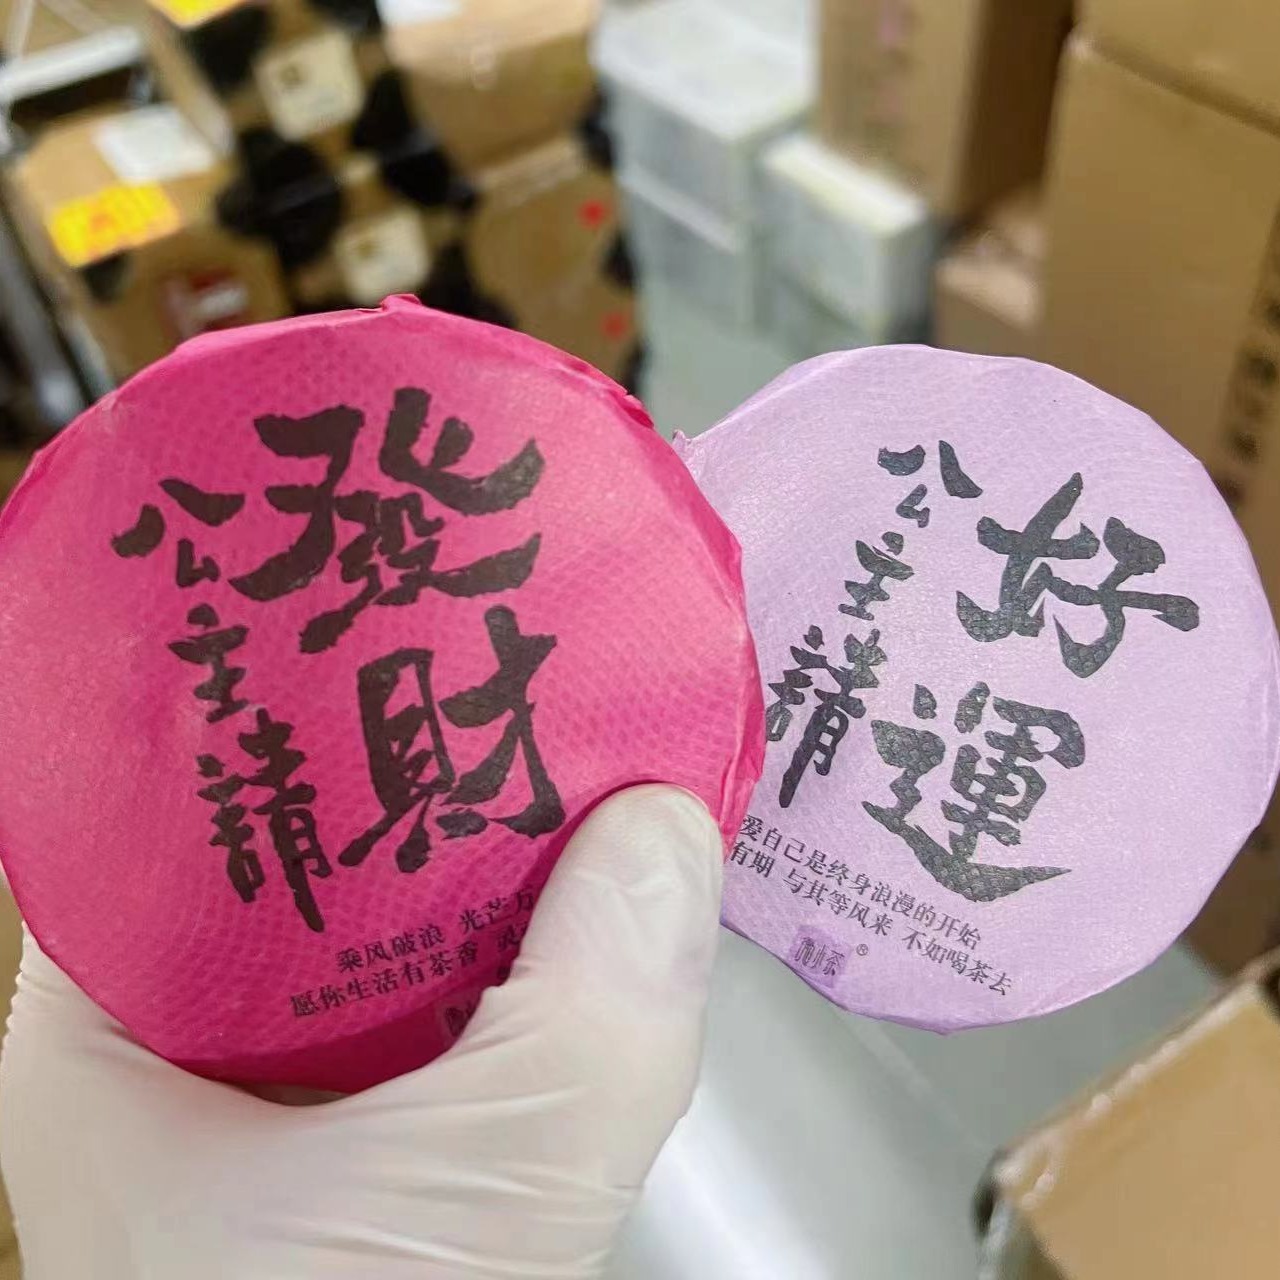 公主請
發財
乘风破浪 光芒万
愿你生活有茶香
公主請
好運
爱自己是终身浪漫的开始
有期 与其等风来 不如喝茶去
小茶
®